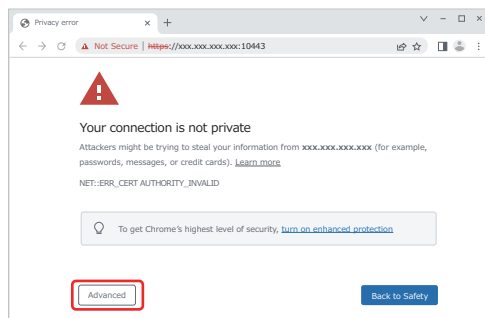 Privacy error
Not Secure | https://xxx.xxx.xxx.xxx:10443
Your connection is not private
Attackers might be trying to steal your information from xxx.xxx.xxx.xxx (for example,
passwords, messages, or credit cards). Learn more
NET::ERR_CERT AUTHORITY_INVALID
To get Chrome's highest level of security, turn on enhanced protection
Advanced
Back to Safety